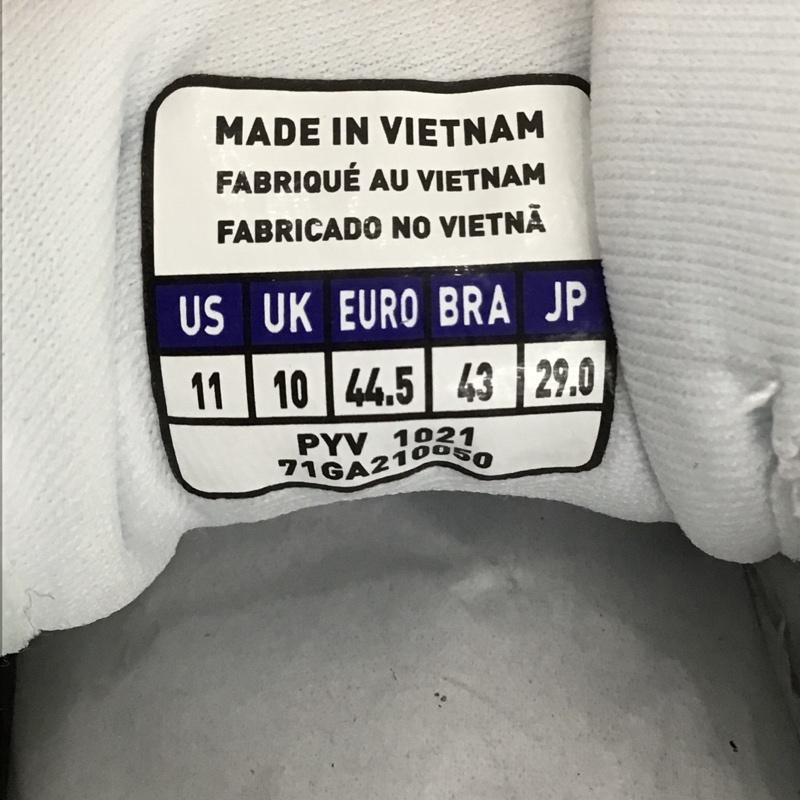 MADE IN VIETNAM
FABRIQUÉ AU VIETNAM
FABRICADO NO VIETNÃ
US UK EURO BRA JP
11 10 44.5 43 29.0
PYV 1021
71GA210050